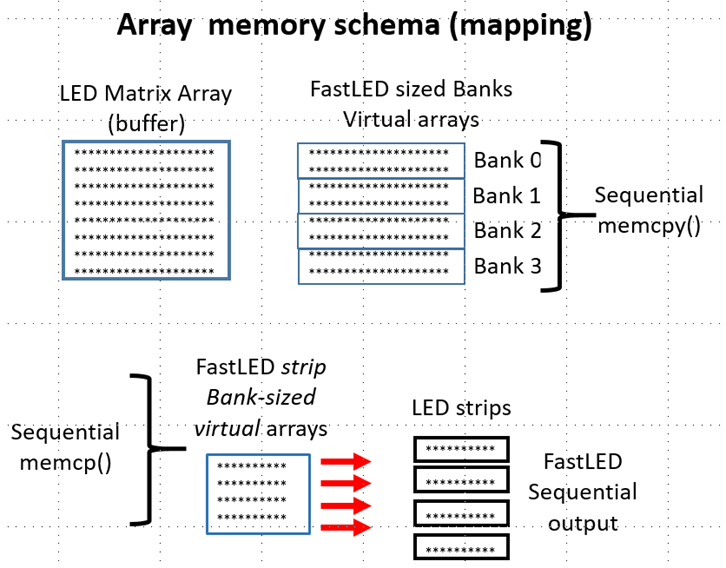 Array memory schema (mapping)
LED Matrix Array
(buffer)
********************
********************
********************
********************
********************
********************
********************
********************
FastLED sized Banks
Virtual arrays
********************
********************
Bank 0
********************
********************
Bank 1
********************
********************
Bank 2
********************
********************
Bank 3
Sequential
memcpy()
Sequential
memcp()
FastLED strip
Bank-sized
virtual arrays
**********
**********
**********
**********
LED strips
**********
**********
**********
**********
FastLED
Sequential
output